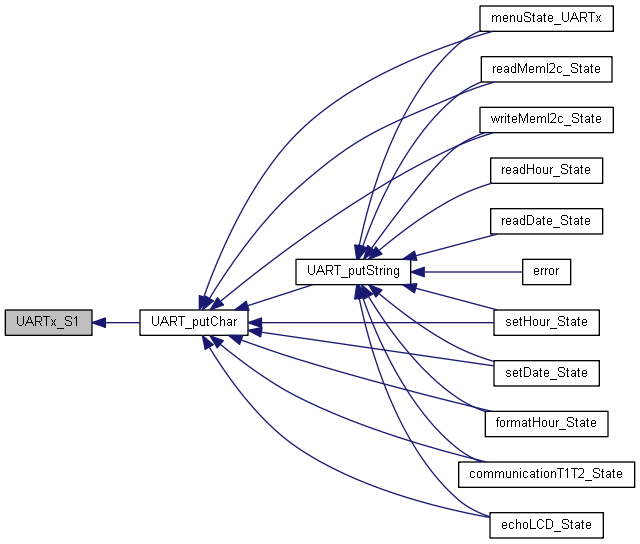 menuState_UARTx
readMemI2c_State
writeMemI2c_State
readHour_State
readDate_State
UART_putString
error
UARTx_S1
UART_putChar
setHour_State
setDate_State
formatHour_State
communicationT1T2_State
echoLCD_State